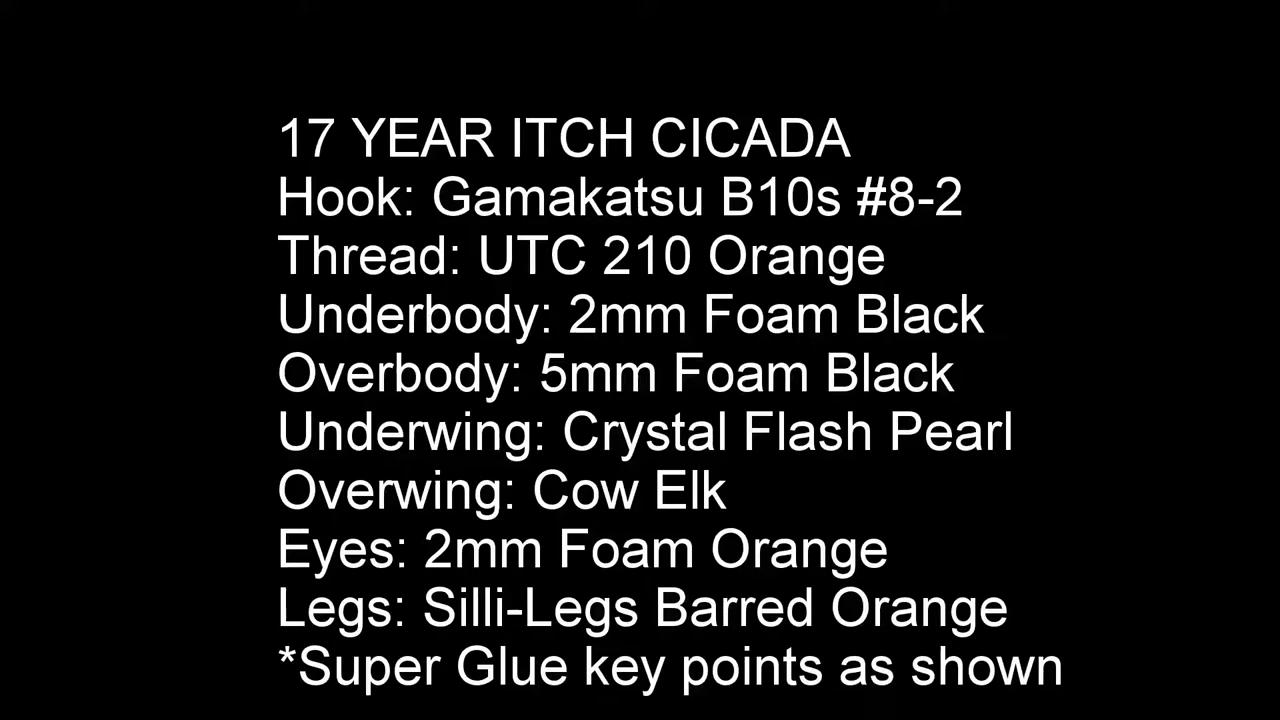 17 YEAR ITCH CICADA
Hook: Gamakatsu B10s #8-2
Thread: UTC 210 Orange
Underbody: 2mm Foam Black
Overbody: 5mm Foam Black
Underwing: Crystal Flash Pearl
Overwing: Cow Elk
Eyes: 2mm Foam Orange
Legs: Silli-Legs Barred Orange
*Super Glue key points as shown